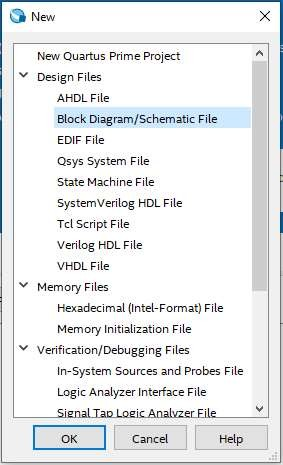 New
New Quartus Prime Project
Design Files
AHDL File
Block Diagram/Schematic File
EDIF File
Qsys System File
State Machine File
SystemVerilog HDL File
Tcl Script File
Verilog HDL File
VHDL File
Memory Files
Hexadecimal (Intel-Format) File
Memory Initialization File
Verification/Debugging Files
In-System Sources and Probes File
Logic Analyzer Interface File
Signal Tap Logic Analyzer File
OK
Cancel
Help